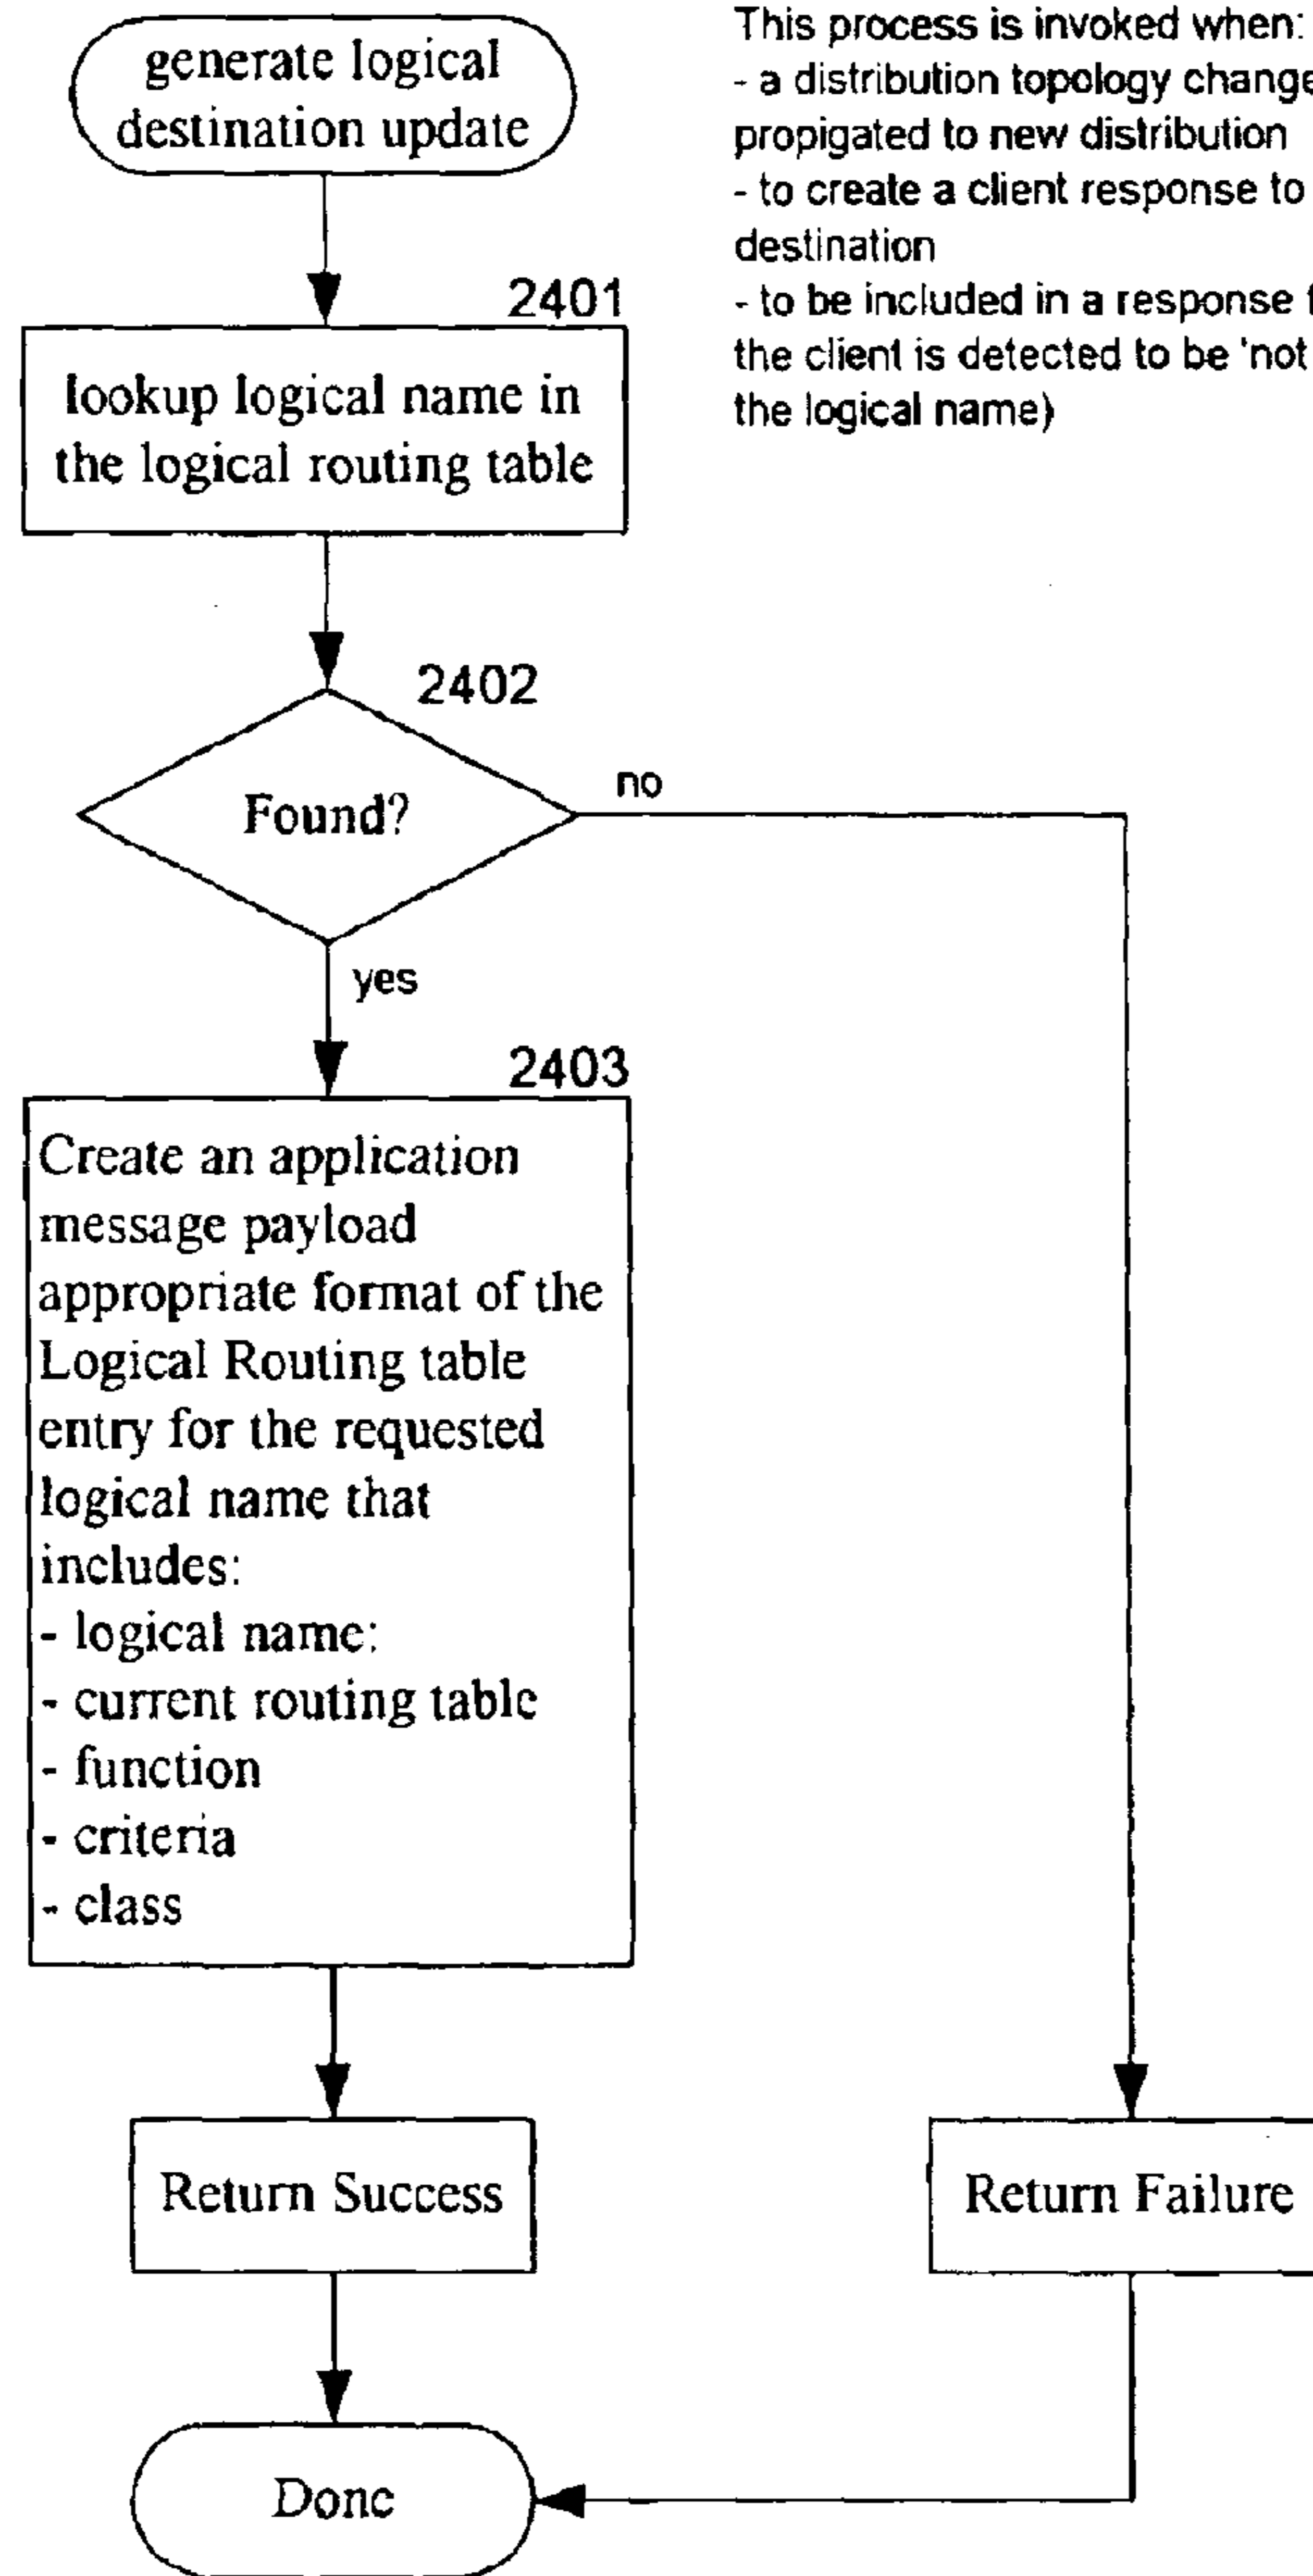 generate logical
destination update
This process is invoked when:
- a distribution topology change
propigated to new distribution
- to create a client response to
destination
- to be included in a response
the client is detected to be 'not
the logical name)
2401
lookup logical name in
the logical routing table
2402
Found?
no
yes
2403
Create an application
message payload
appropriate format of the
Logical Routing table
entry for the requested
logical name that
includes:
- logical name:
- current routing table
- function
- criteria
- class
Return Success
Return Failure
Done